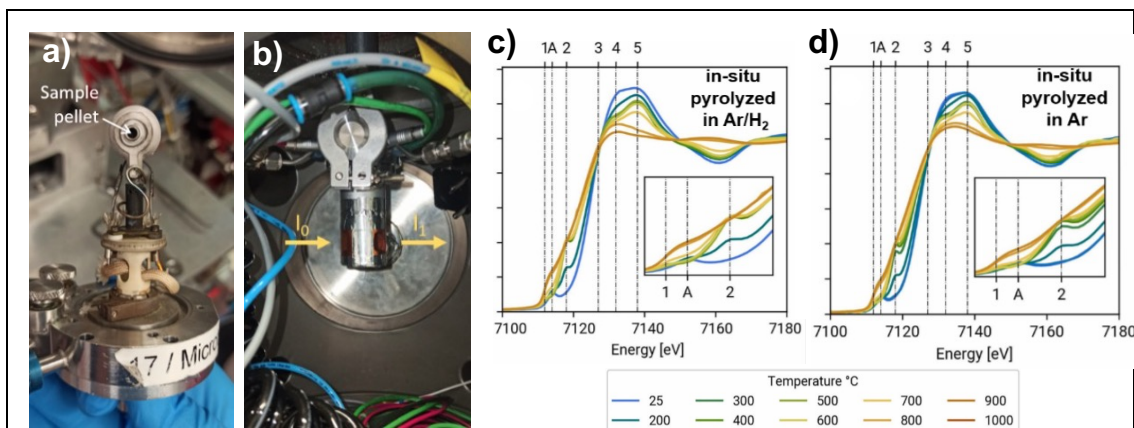 a)
Sample
pellet
17 / Micro
b)
I0
I1
c)
1A 2 3 4 5
in-situ
pyrolyzed
in Ar/H2
1 A 2
7100 7120 7140 7160 7180
Energy [eV]
d)
1A 2 3 4 5
in-situ
pyrolyzed
in Ar
1 A 2
7100 7120 7140 7160 7180
Energy [eV]
Temperature °C
25 300 500 700 900
200 400 600 800 1000